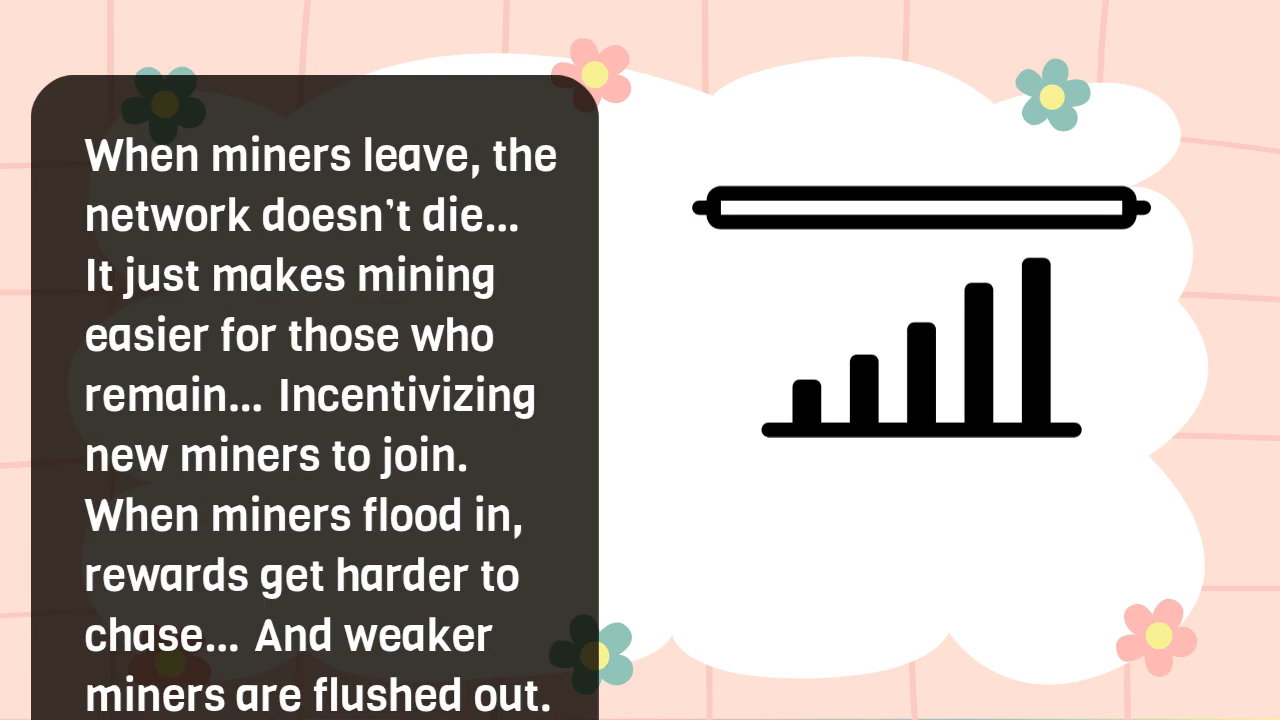 When miners leave, the
network doesn't die...
It just makes mining
easier for those who
remain... Incentivizing
new miners to join.
When miners flood in,
rewards get harder to
chase... And weaker
miners are flushed out.